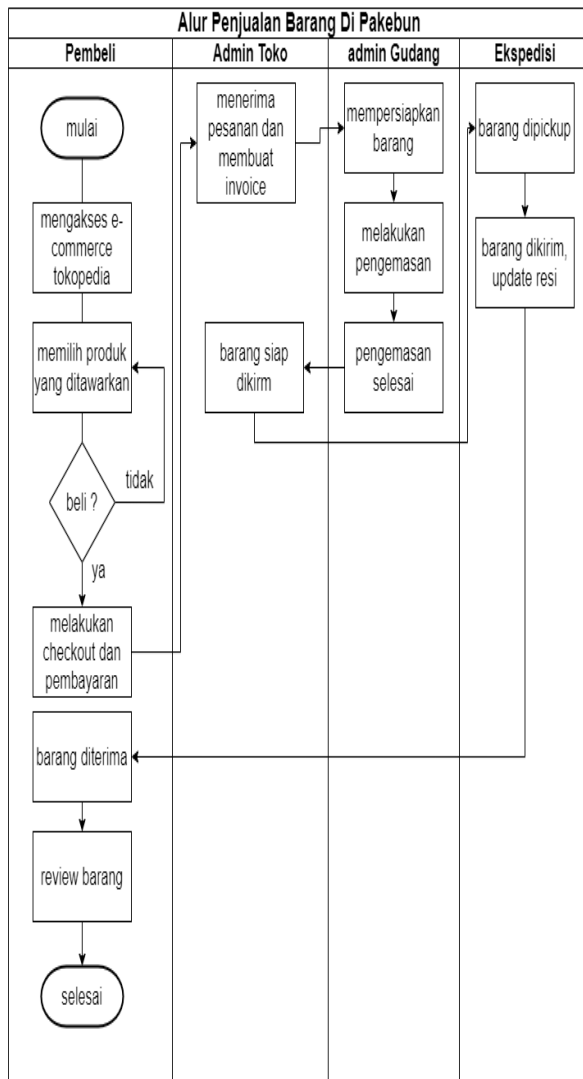 Alur Penjualan Barang Di Pakebun
Pembeli
Admin Toko
admin Gudang
Ekspedisi
mulai
mengakses e-
commerce
tokopedia
memilih produk
yang ditawarkan
beli ?
tidak
ya
melakukan
checkout dan
pembayaran
menerima
pesanan dan
membuat
invoice
mempersiapkan
barang
melakukan
pengemasan
pengemasan
selesai
barang siap
dikirm
barang dipickup
barang dikirim,
update resi
barang diterima
review barang
selesai